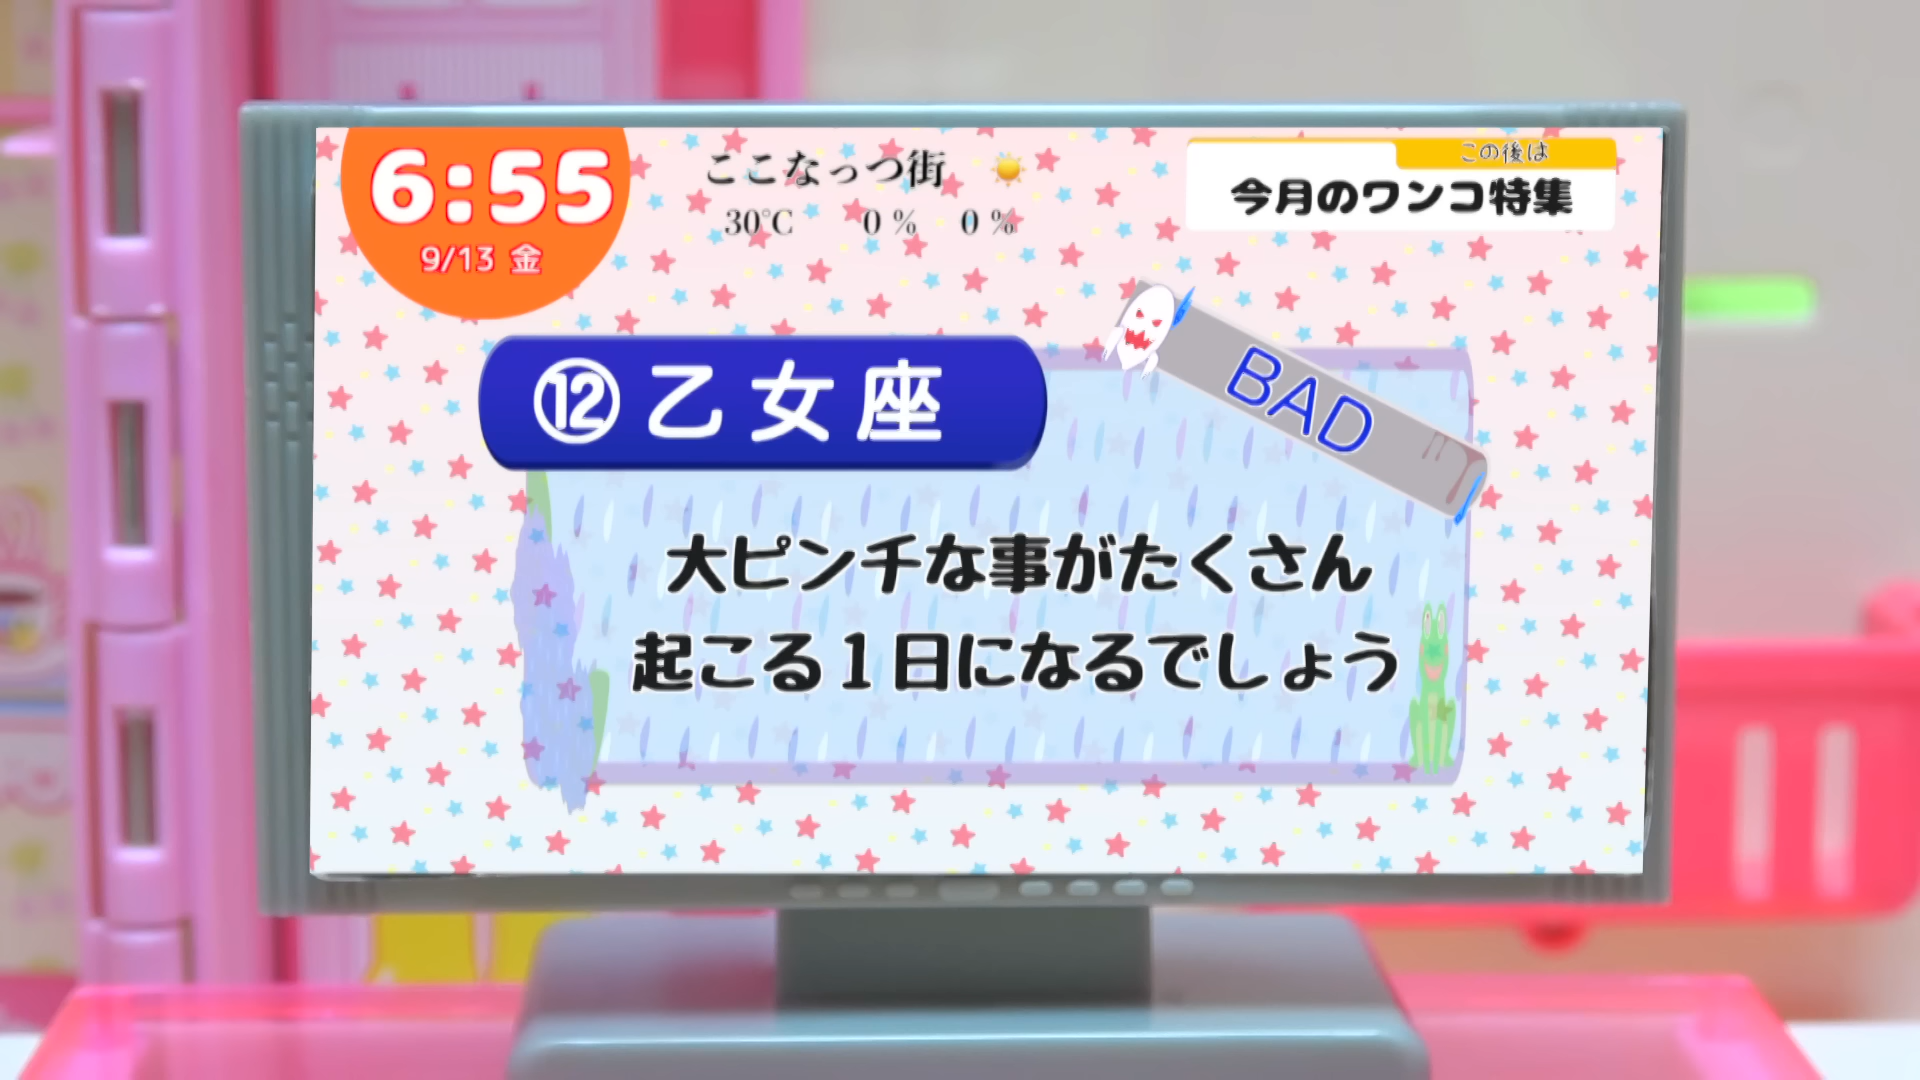 6:55
9/13 金
ここなっつ街
30℃ 0% 0%
この後は
今月のワンコ特集
⑫乙女座
BAD
大ピンチな事がたくさん
起こる1日になるでしょう